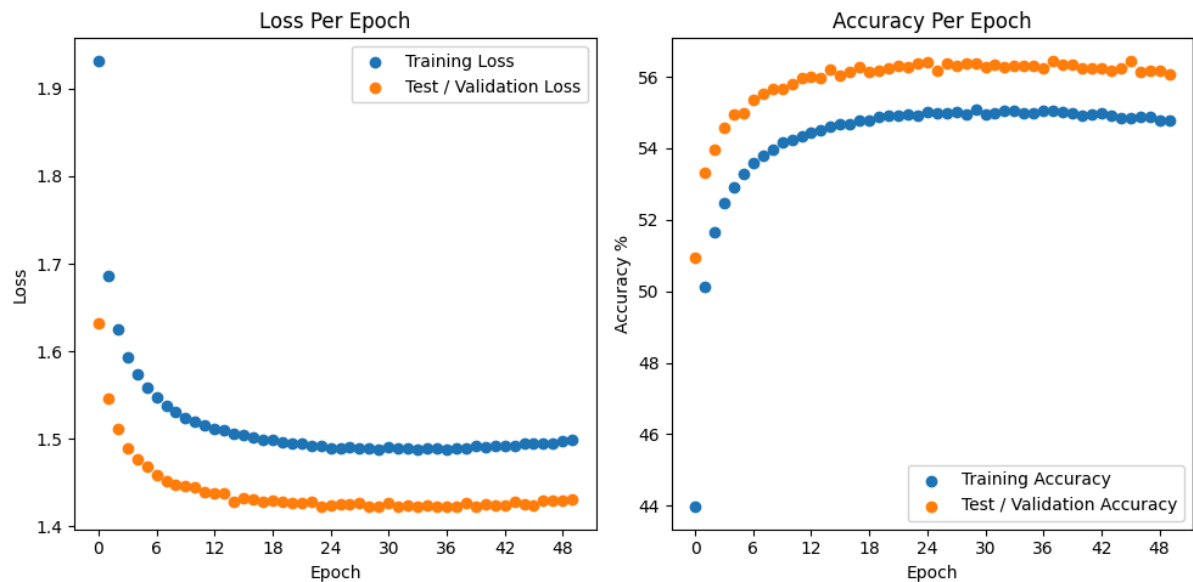 Loss Per Epoch
Training Loss
Test / Validation Loss
1.9
1.8
1.7
1.6
1.5
1.4
Loss
0 6 12 18 24 30 36 42 48
Epoch
Accuracy Per Epoch
56
54
52
50
48
46
44
Accuracy %
Training Accuracy
Test / Validation Accuracy
0 6 12 18 24 30 36 42 48
Epoch